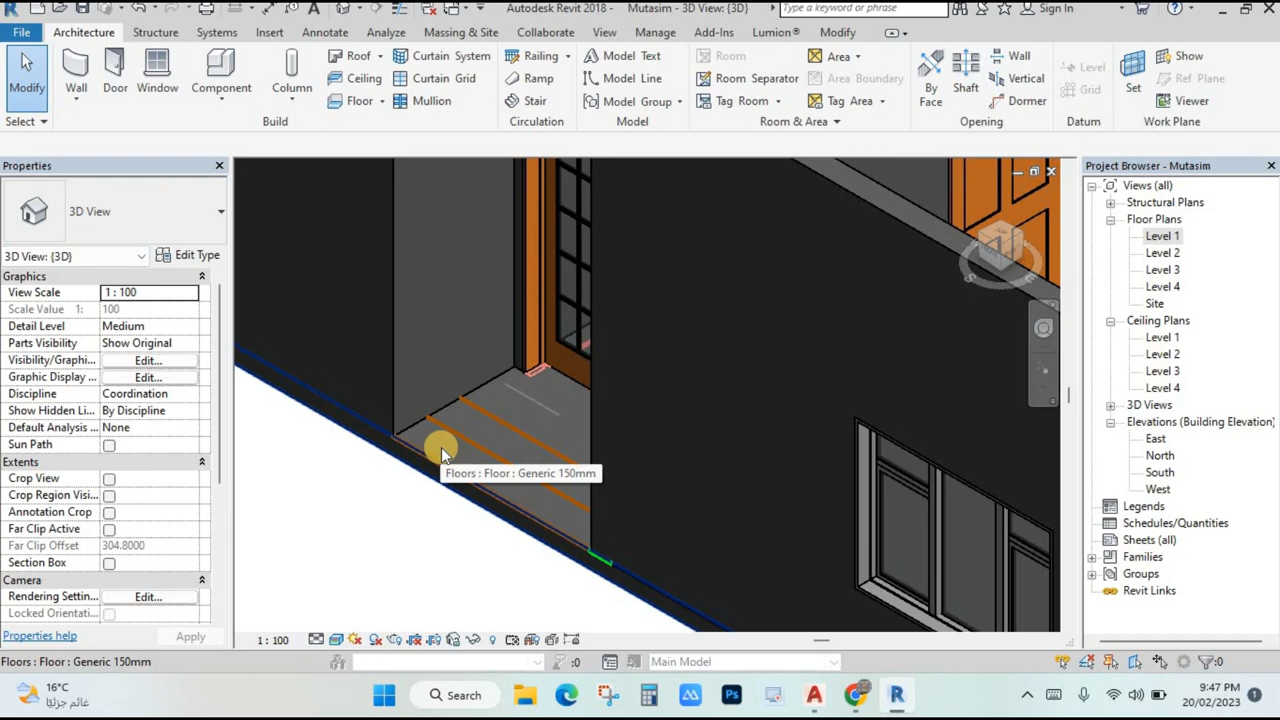 Autodesk Revit 2018 - Mutasim - 3D View: {3D}
Type a keyword or phrase
Sign In
File
Architecture
Structure
Systems
Insert
Annotate
Analyze
Massing & Site
Collaborate
View
Manage
Add-Ins
Lumion®
Modify
Modify
Wall
Door
Window
Component
Column
Roof
Ceiling
Floor
Curtain System
Curtain Grid
Mullion
Railing
Ramp
Stair
Model Text
Model Line
Model Group
Room
Room Separator
Tag Room
Area
Area Boundary
Tag Area
By Face
Shaft
Wall
Vertical
Dormer
Level
Grid
Set
Show
Ref Plane
Viewer
Select
Build
Circulation
Model
Room & Area
Opening
Datum
Work Plane
Properties
3D View
3D View: {3D}
Edit Type
Graphics
View Scale 1 : 100
Scale Value 1: 100
Detail Level Medium
Parts Visibility Show Original
Visibility/Graphi... Edit...
Graphic Display ... Edit...
Discipline Coordination
Show Hidden Li... By Discipline
Default Analysis ... None
Sun Path
Extents
Crop View
Crop Region Visi...
Annotation Crop
Far Clip Active
Far Clip Offset 304.8000
Section Box
Camera
Rendering Settin... Edit...
Locked Orientati...
Properties help
Apply
Floors : Floor : Generic 150mm
Project Browser - Mutasim
Views (all)
Structural Plans
Floor Plans
Level 1
Level 2
Level 3
Level 4
Site
Ceiling Plans
Level 1
Level 2
Level 3
Level 4
3D Views
Elevations (Building Elevation)
East
North
South
West
Legends
Schedules/Quantities
Sheets (all)
Families
Groups
Revit Links
1 : 100
Floors : Floor : Generic 150mm
:0
Main Model
:0
16°C
غائم جزئيًا
Search
9:47 PM
20/02/2023